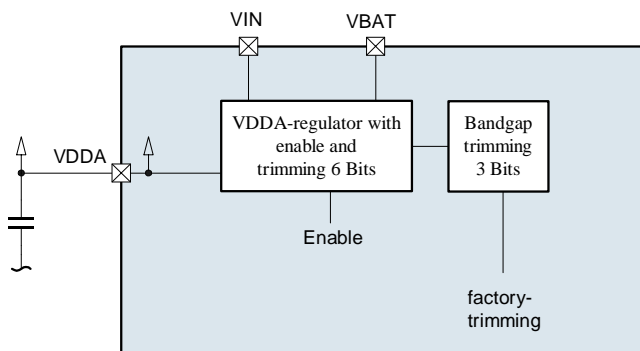 VIN
VBAT
VDDA-regulator with
enable and
trimming 6 Bits
Bandgap
trimming
3 Bits
VDDA
Enable
factory-
trimming